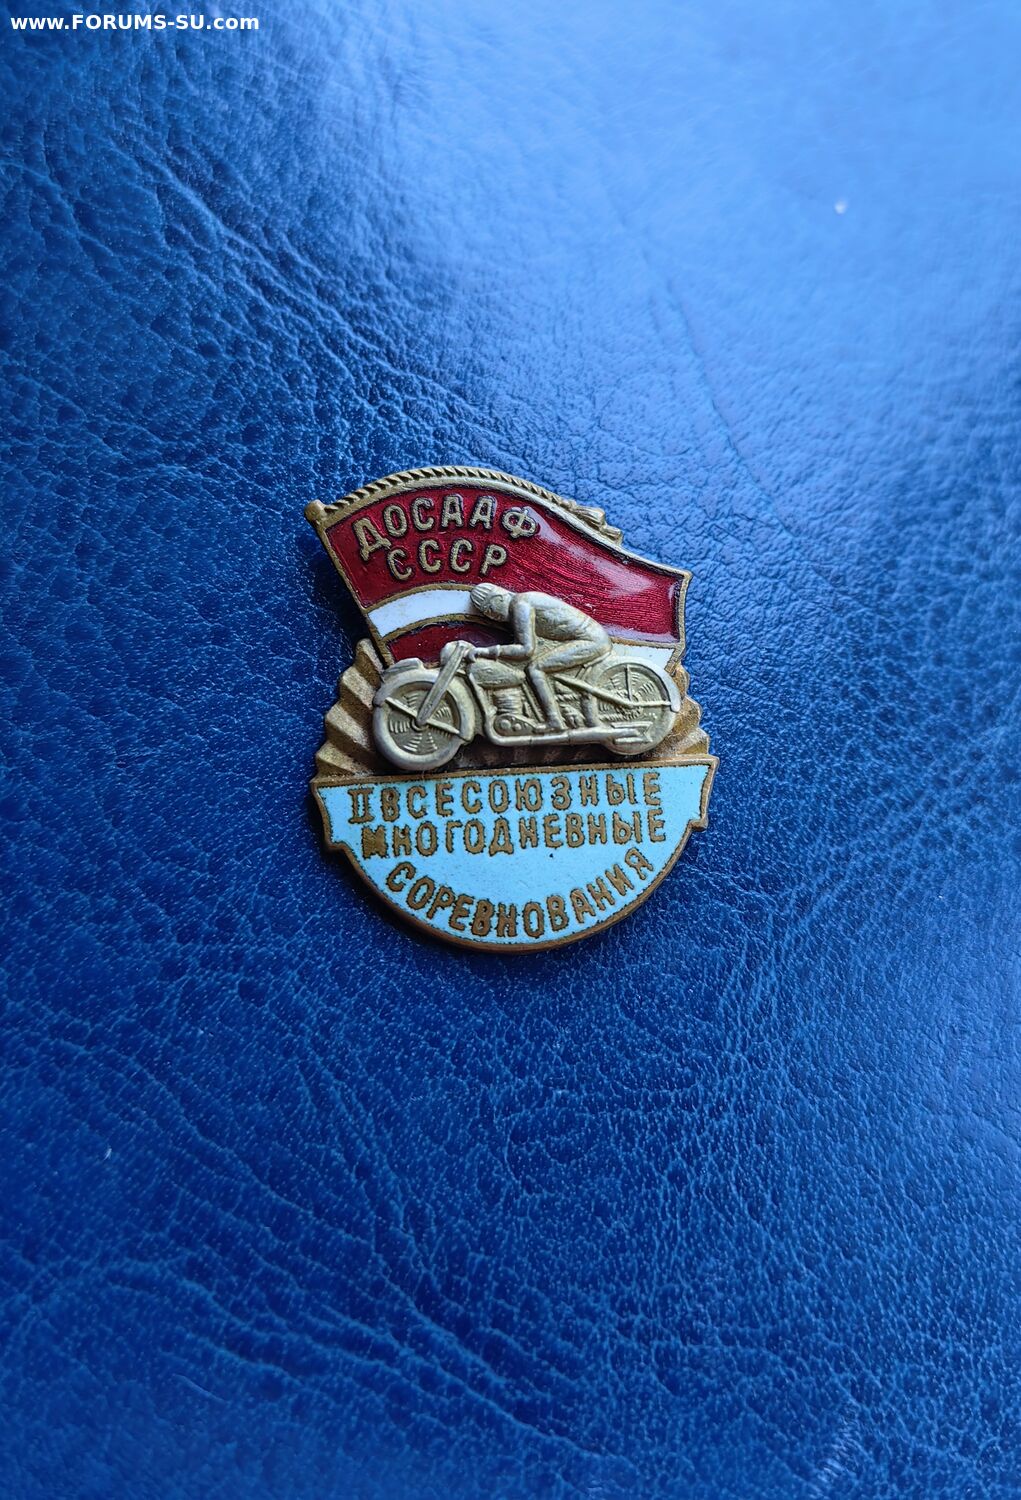 www.FORUMS-SU.com
ДОСААФ
СССР
II ВСЕСОЮЗНЫЕ
МНОГОДНЕВНЫЕ
СОРЕВНОВАНИЯ